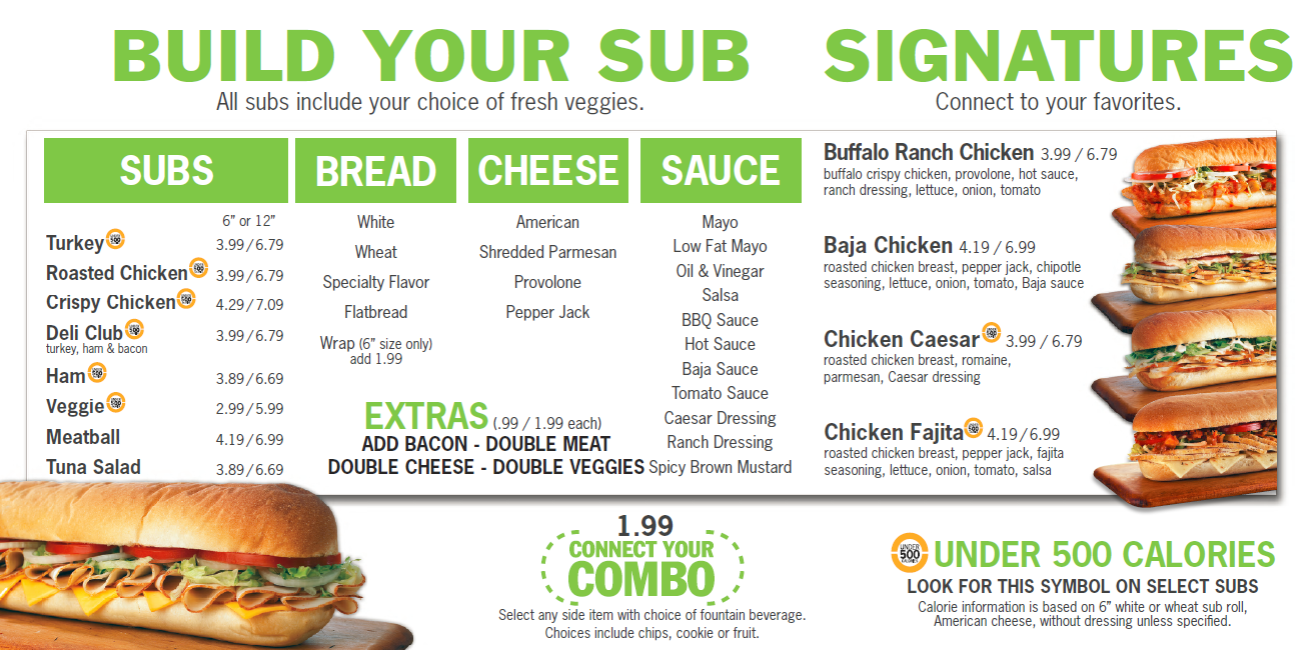 BUILD YOUR SUB
All subs include your choice of fresh veggies.
SUBS
6” or 12”
Turkey UNDER 500 CALORIES 3.99/6.79
Roasted Chicken 3.99/6.79
Crispy Chicken 4.29/7.09
Deli Club 3.99/6.79
turkey, ham & bacon
Ham 3.89/6.69
Veggie 2.99/5.99
Meatball 4.19/6.99
Tuna Salad 3.89/6.69
BREAD
White
Wheat
Specialty Flavor
Flatbread
Wrap (6” size only)
add 1.99
CHEESE
American
Shredded Parmesan
Provolone
Pepper Jack
EXTRAS (.99 / 1.99 each)
ADD BACON - DOUBLE MEAT
DOUBLE CHEESE - DOUBLE VEGGIES
SAUCE
Mayo
Low Fat Mayo
Oil & Vinegar
Salsa
BBQ Sauce
Hot Sauce
Baja Sauce
Tomato Sauce
Caesar Dressing
Ranch Dressing
Spicy Brown Mustard
SIGNATURES
Connect to your favorites.
Buffalo Ranch Chicken 3.99 / 6.79
buffalo crispy chicken, provolone, hot sauce,
ranch dressing, lettuce, onion, tomato
Baja Chicken 4.19 / 6.99
roasted chicken breast, pepper jack, chipotle
seasoning, lettuce, onion, tomato, Baja sauce
Chicken Caesar 3.99 / 6.79
roasted chicken breast, romaine,
parmesan, Caesar dressing
Chicken Fajita 4.19/6.99
roasted chicken breast, pepper jack, fajita
seasoning, lettuce, onion, tomato, salsa
1.99
CONNECT YOUR
COMBO
Select any side item with choice of fountain beverage.
Choices include chips, cookie or fruit.
UNDER
500
CALORIES
UNDER 500 CALORIES
LOOK FOR THIS SYMBOL ON SELECT SUBS
Calorie information is based on 6” white or wheat sub roll,
American cheese, without dressing unless specified.